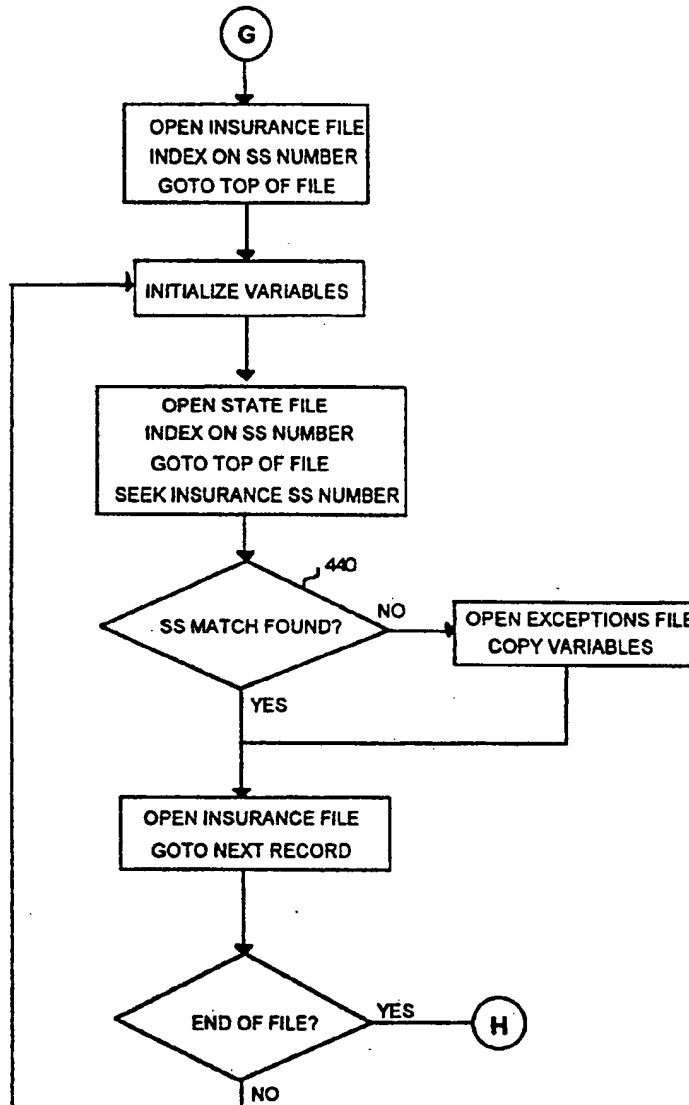 G
OPEN INSURANCE FILE
INDEX ON SS NUMBER
GOTO TOP OF FILE
INITIALIZE VARIABLES
OPEN STATE FILE
INDEX ON SS NUMBER
GOTO TOP OF FILE
SEEK INSURANCE SS NUMBER
440
SS MATCH FOUND?
NO
OPEN EXCEPTIONS FILE
COPY VARIABLES
YES
OPEN INSURANCE FILE
GOTO NEXT RECORD
END OF FILE?
YES
H
NO